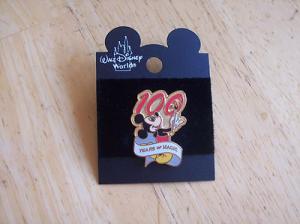 Walt Disney
World®
100
YEARS OF MAGIC